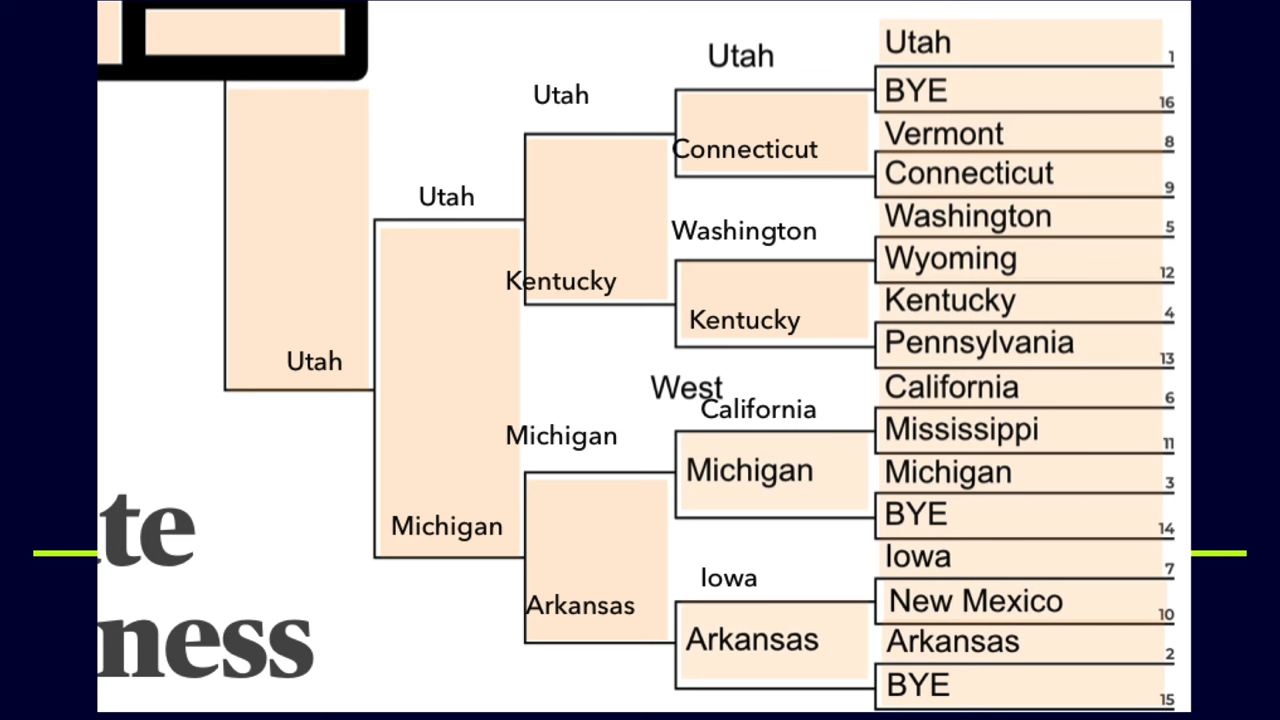 Utah
1
BYE
16
Vermont
8
Connecticut
9
Washington
5
Wyoming
12
Kentucky
4
Pennsylvania
13
California
6
Mississippi
11
Michigan
3
BYE
14
Iowa
7
New Mexico
10
Arkansas
2
BYE
15
Utah
Connecticut
Washington
Kentucky
West
California
Michigan
Iowa
Arkansas
Utah
Kentucky
Michigan
Arkansas
Utah
Michigan
Utah
te
ness